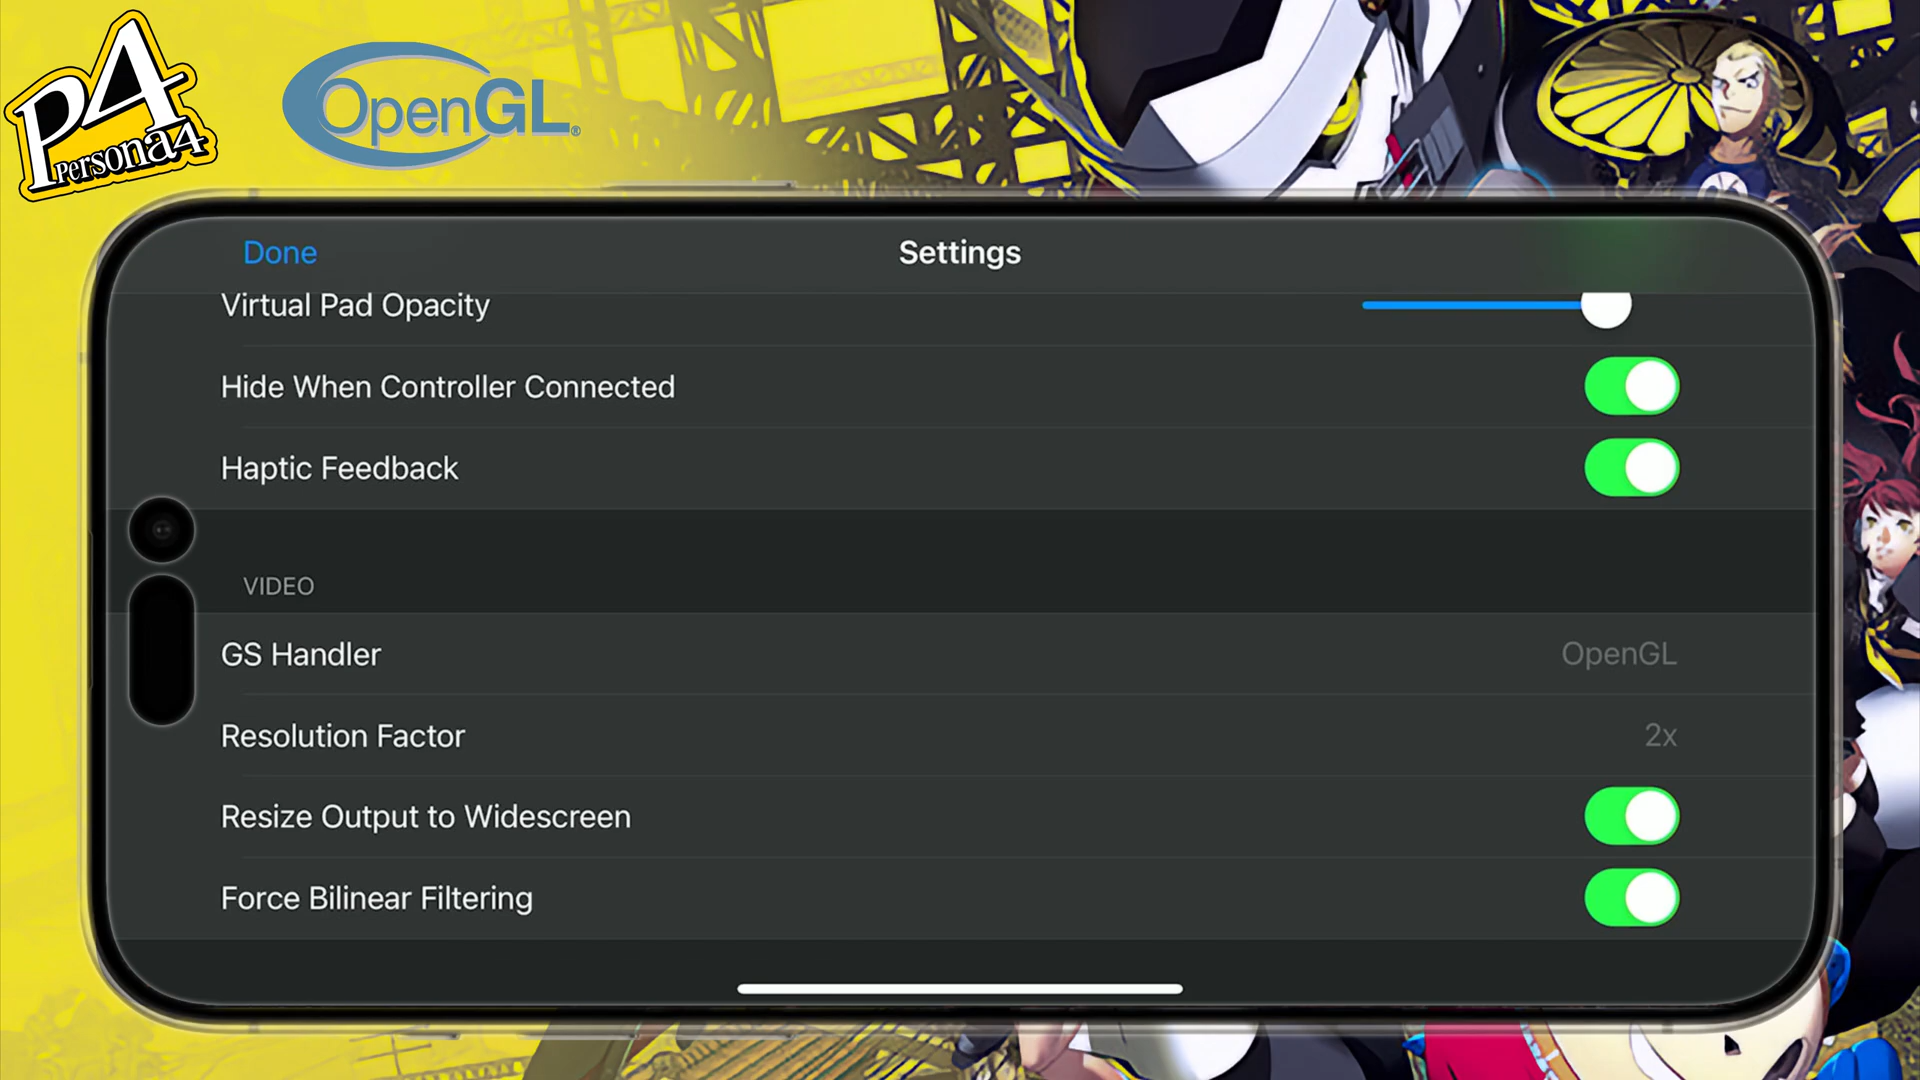 P4
Persona4
OpenGL®
Done
Settings
Virtual Pad Opacity
Hide When Controller Connected
Haptic Feedback
VIDEO
GS Handler
OpenGL
Resolution Factor
2x
Resize Output to Widescreen
Force Bilinear Filtering